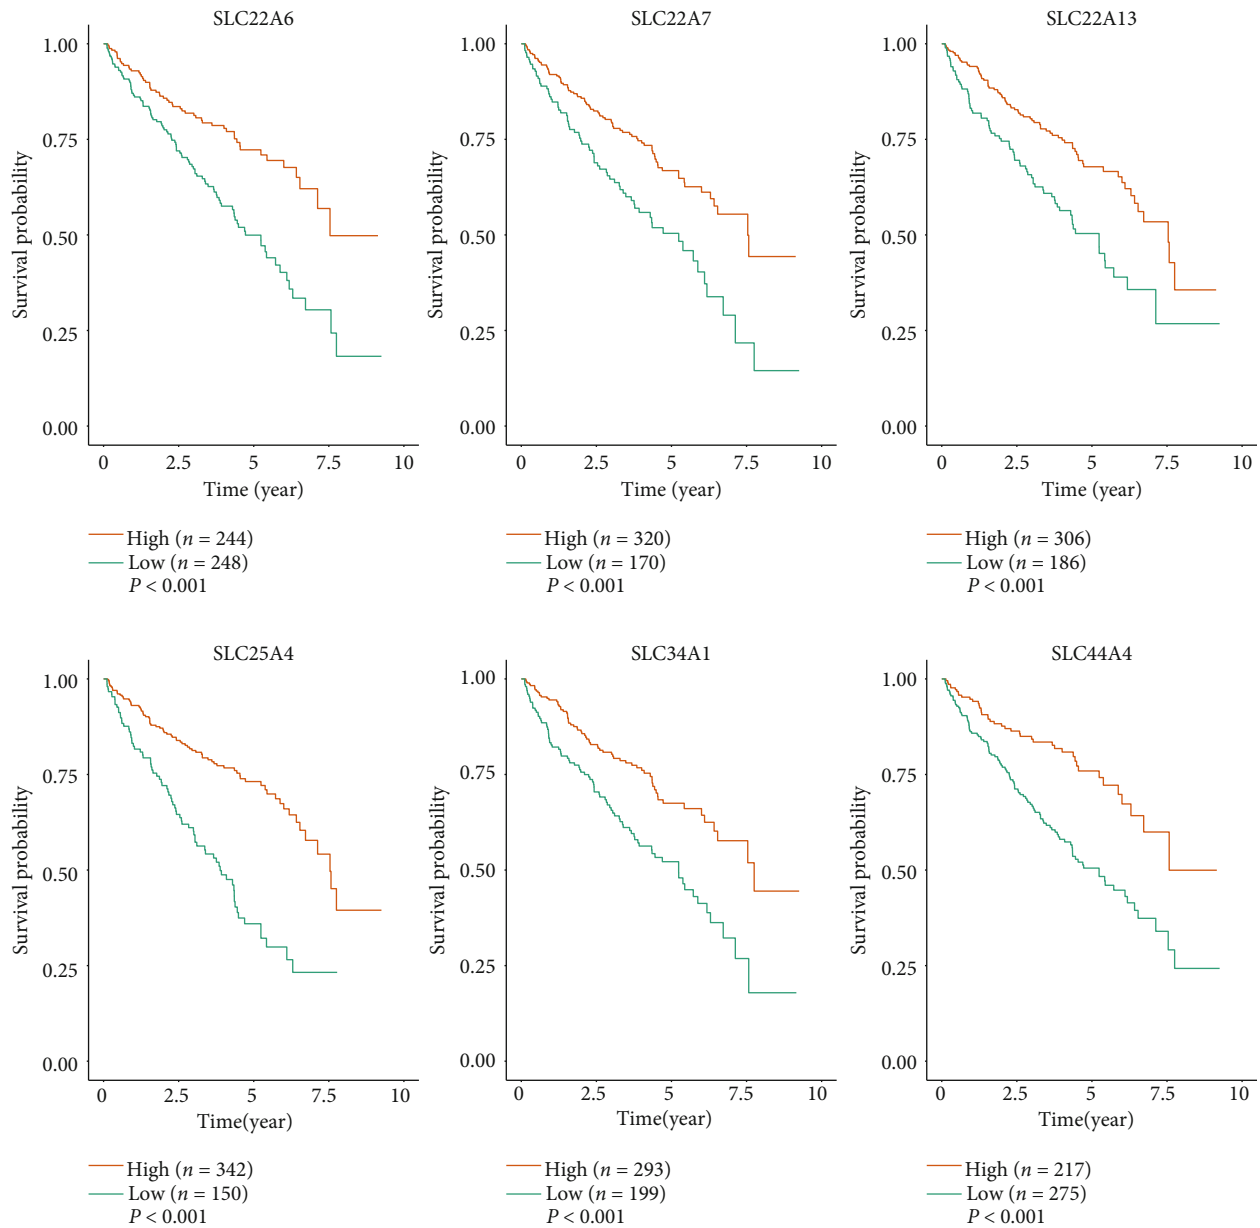 SLC22A6
1.00
0.75
0.50
0.25
0.00
Survival probability
0 2.5 5 7.5 10
Time (year)
High (n = 244)
Low (n = 248)
P < 0.001
SLC22A7
1.00
0.75
0.50
0.25
0.00
Survival probability
0 2.5 5 7.5 10
Time (year)
High (n = 320)
Low (n = 170)
P < 0.001
SLC22A13
1.00
0.75
0.50
0.25
0.00
Survival probability
0 2.5 5 7.5 10
Time (year)
High (n = 306)
Low (n = 186)
P < 0.001
SLC25A4
1.00
0.75
0.50
0.25
0.00
Survival probability
0 2.5 5 7.5 10
Time(year)
High (n = 342)
Low (n = 150)
P < 0.001
SLC34A1
1.00
0.75
0.50
0.25
0.00
Survival probability
0 2.5 5 7.5 10
Time(year)
High (n = 293)
Low (n = 199)
P < 0.001
SLC44A4
1.00
0.75
0.50
0.25
0.00
Survival probability
0 2.5 5 7.5 10
Time (year)
High (n = 217)
Low (n = 275)
P < 0.001